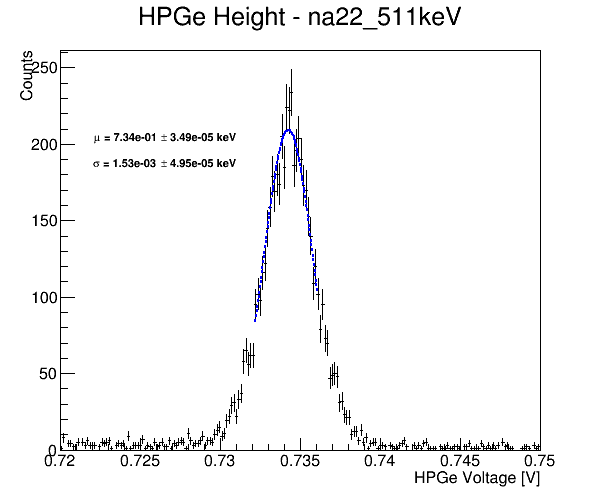 HPGe Height - na22_511keV
Counts
250
μ = 7.34e-01 ± 3.49e-05 keV
200
σ = 1.53e-03 ± 4.95e-05 keV
150
100
50
0
0.72 0.725 0.73 0.735 0.74 0.745 0.75
HPGe Voltage [V]